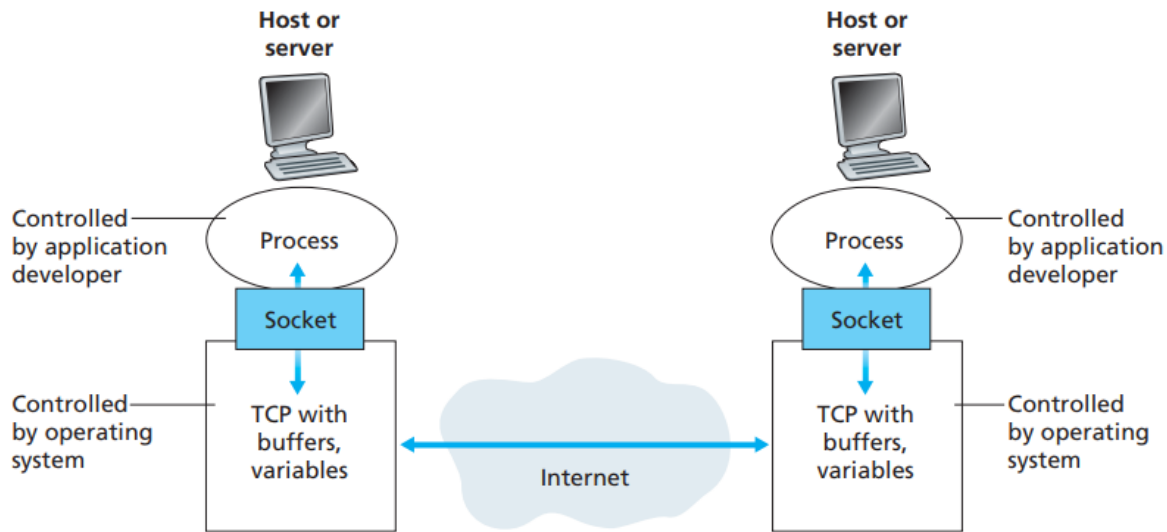 Host or
server
Host or
server
Controlled
by application
developer
Process
Process
Controlled
by application
developer
Socket
Socket
Controlled
by operating
system
TCP with
buffers,
variables
Internet
TCP with
buffers,
variables
Controlled
by operating
system